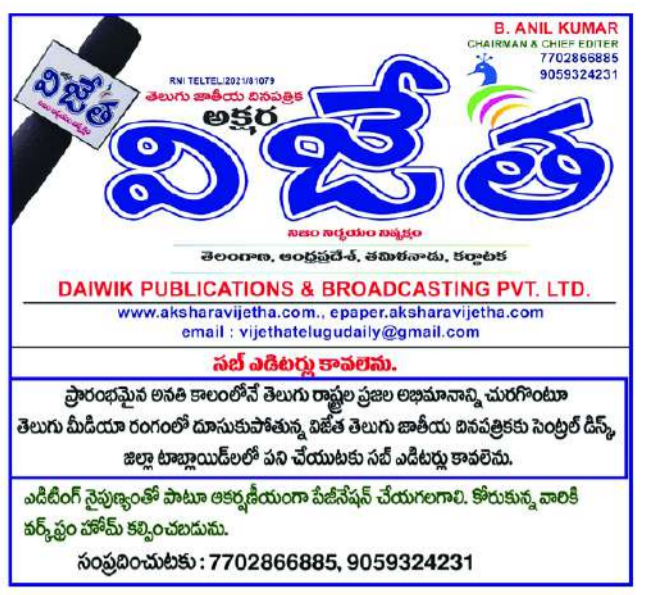 B. ANIL KUMAR
CHAIRMAN & CHIEF EDITER
7702866885
9059324231
RNI TELTEL/2021/81079
తెలుగు జాతీయ దినపత్రిక
అక్షర
విజేత
విజేత
నిజం నిర్భయం నిష్పక్షం
తెలంగాణ, ఆంధ్రప్రదేశ్, తమిళనాడు, కర్ణాటక
DAIWIK PUBLICATIONS & BROADCASTING PVT. LTD.
www.aksharavijetha.com., epaper.aksharavijetha.com
email : vijethatelugudaily@gmail.com
సబ్ ఎడిటర్లు కావలెను.
ప్రారంభమైన అనతి కాలంలోనే తెలుగు రాష్ట్రల ప్రజల అభిమానాన్ని చురగొంటూ
తెలుగు మీడియా రంగంలో దూసుకుపోతున్న విజేత తెలుగు జాతీయ దినపత్రికకు సెంట్రల్ డిస్క్,
జిల్లా టాబ్లాయిడ్‌లలో పని చేయుటకు సబ్ ఎడిటర్లు కావలెను.
ఎడిటింగ్ నైపుణ్యంతో పాటూ ఆకర్షణీయంగా పేజీనేషన్ చేయగలగాలి. కోరుకున్న వారికి
వర్క్‌ఫ్రం హోమ్ కల్పించబడును.
సంప్రదించుటకు : 7702866885, 9059324231